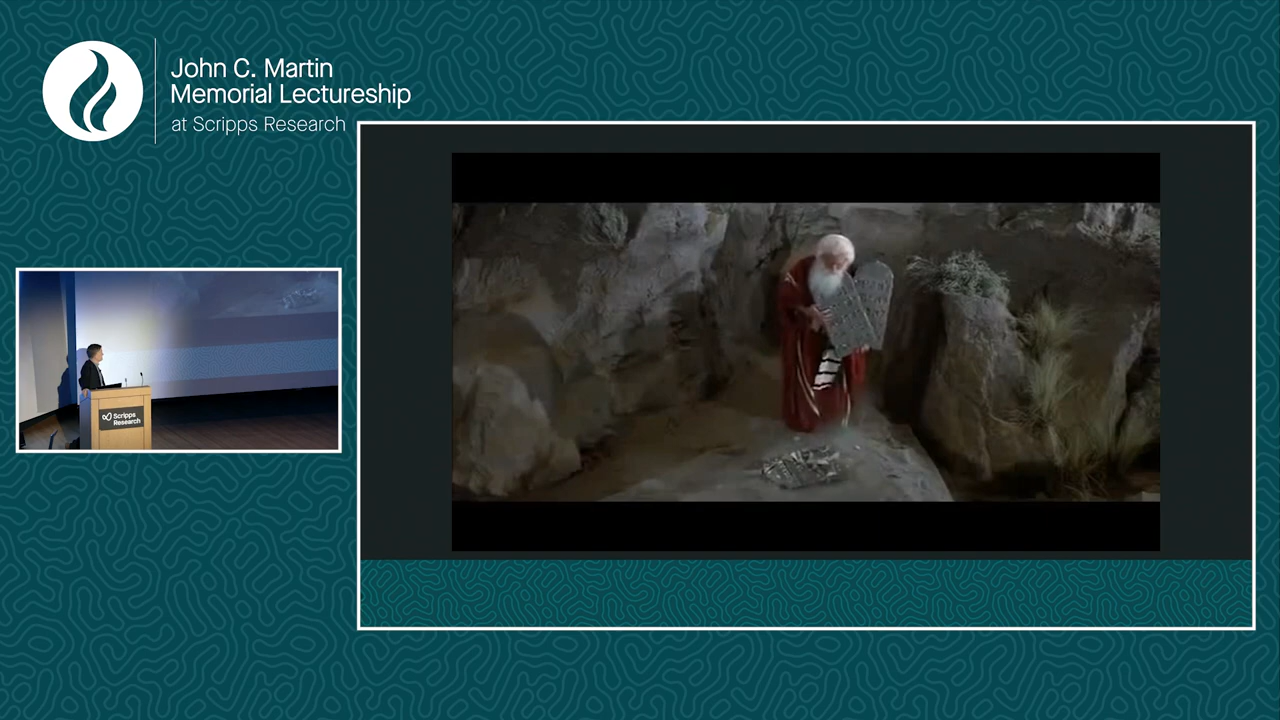 John C. Martin
Memorial Lectureship
at Scripps Research
Scripps
Research